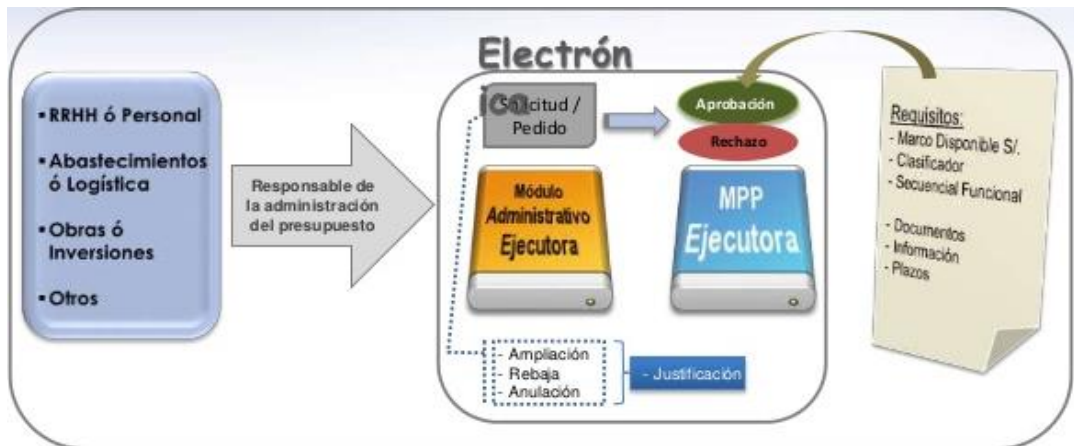 ▪ RRHH ó Personal
▪ Abastecimientos
ó Logística
▪ Obras ó
Inversiones
▪ Otros
Responsable de
la administración
del presupuesto
Electrón
ica
Solicitud /
Pedido
Aprobación
Rechazo
Módulo
Administrativo
Ejecutora
MPP
Ejecutora
- Ampliación
- Rebaja
- Anulación
- Justificación
Requisitos:
- Marco Disponible S/.
- Clasificador
- Secuencial Funcional
- Documentos
- Información
- Plazos